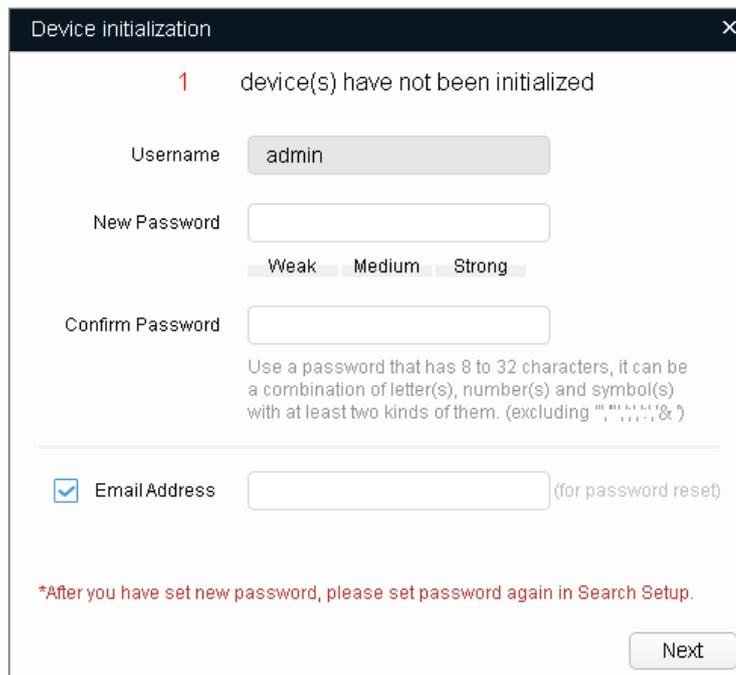 Device initialization
1 device(s) have not been initialized
Username admin
New Password
Weak Medium Strong
Confirm Password
Use a password that has 8 to 32 characters, it can be
a combination of letter(s), number(s) and symbol(s)
with at least two kinds of them. (excluding
Email Address (for password reset)
*After you have set new password, please set password again in Search Setup.
Next